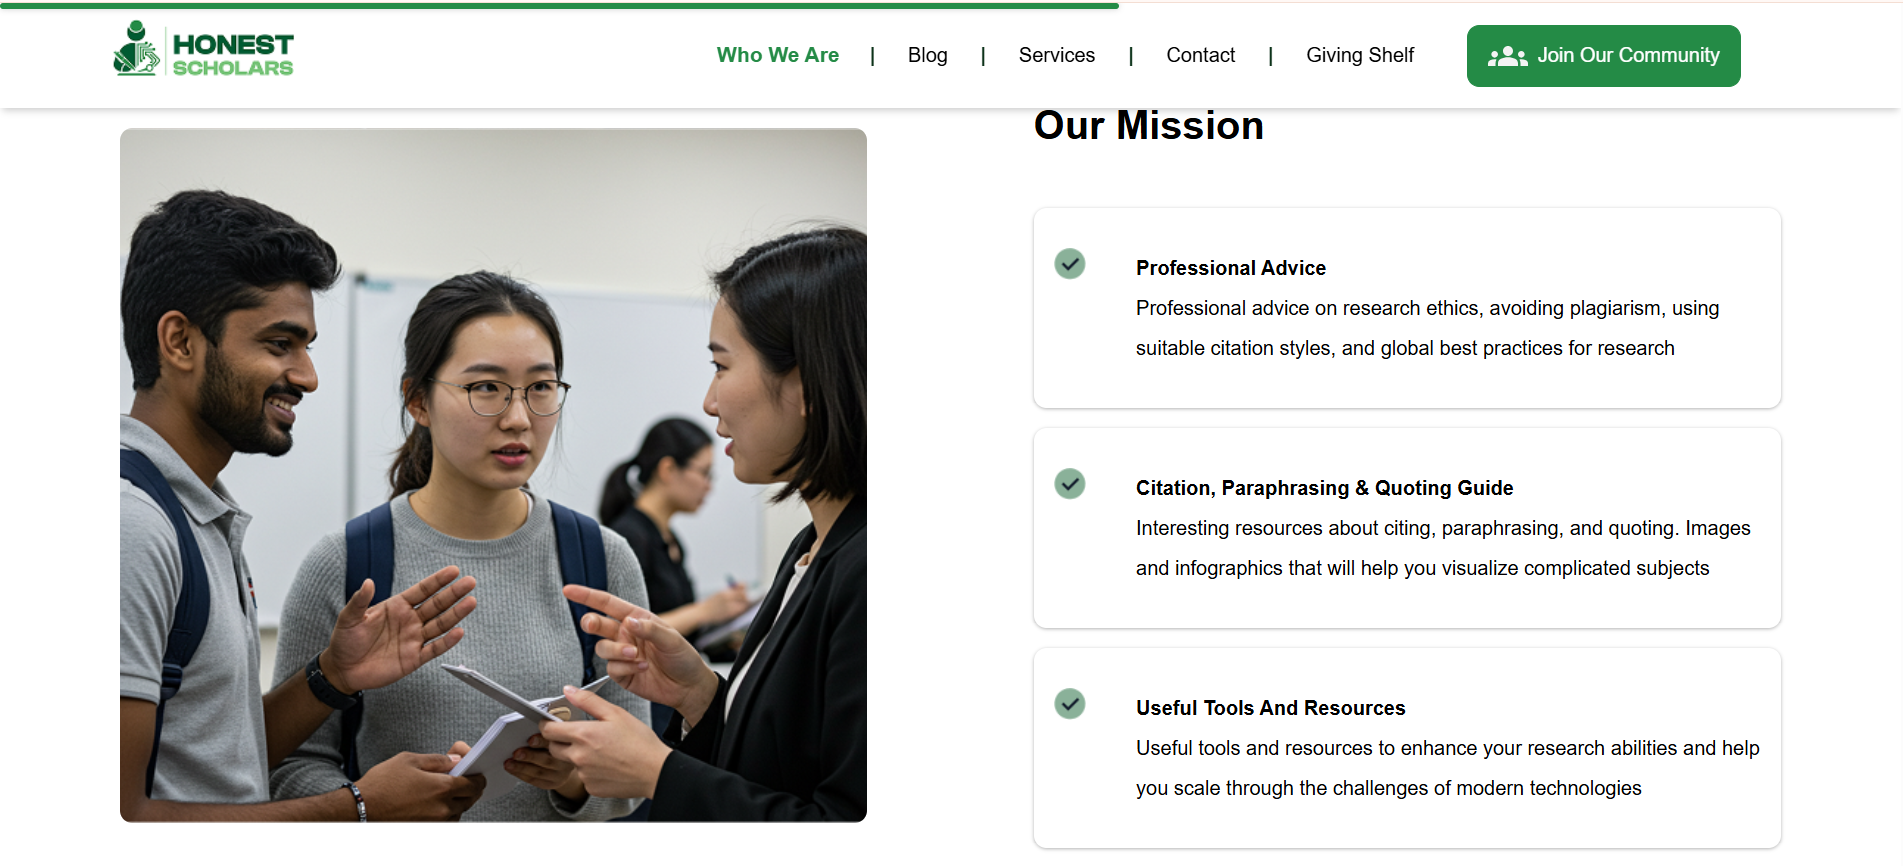 HONEST
SCHOLARS
Who We Are | Blog | Services | Contact | Giving Shelf
Join Our Community
Our Mission
Professional Advice
Professional advice on research ethics, avoiding plagiarism, using
suitable citation styles, and global best practices for research
Citation, Paraphrasing & Quoting Guide
Interesting resources about citing, paraphrasing, and quoting. Images
and infographics that will help you visualize complicated subjects
Useful Tools And Resources
Useful tools and resources to enhance your research abilities and help
you scale through the challenges of modern technologies